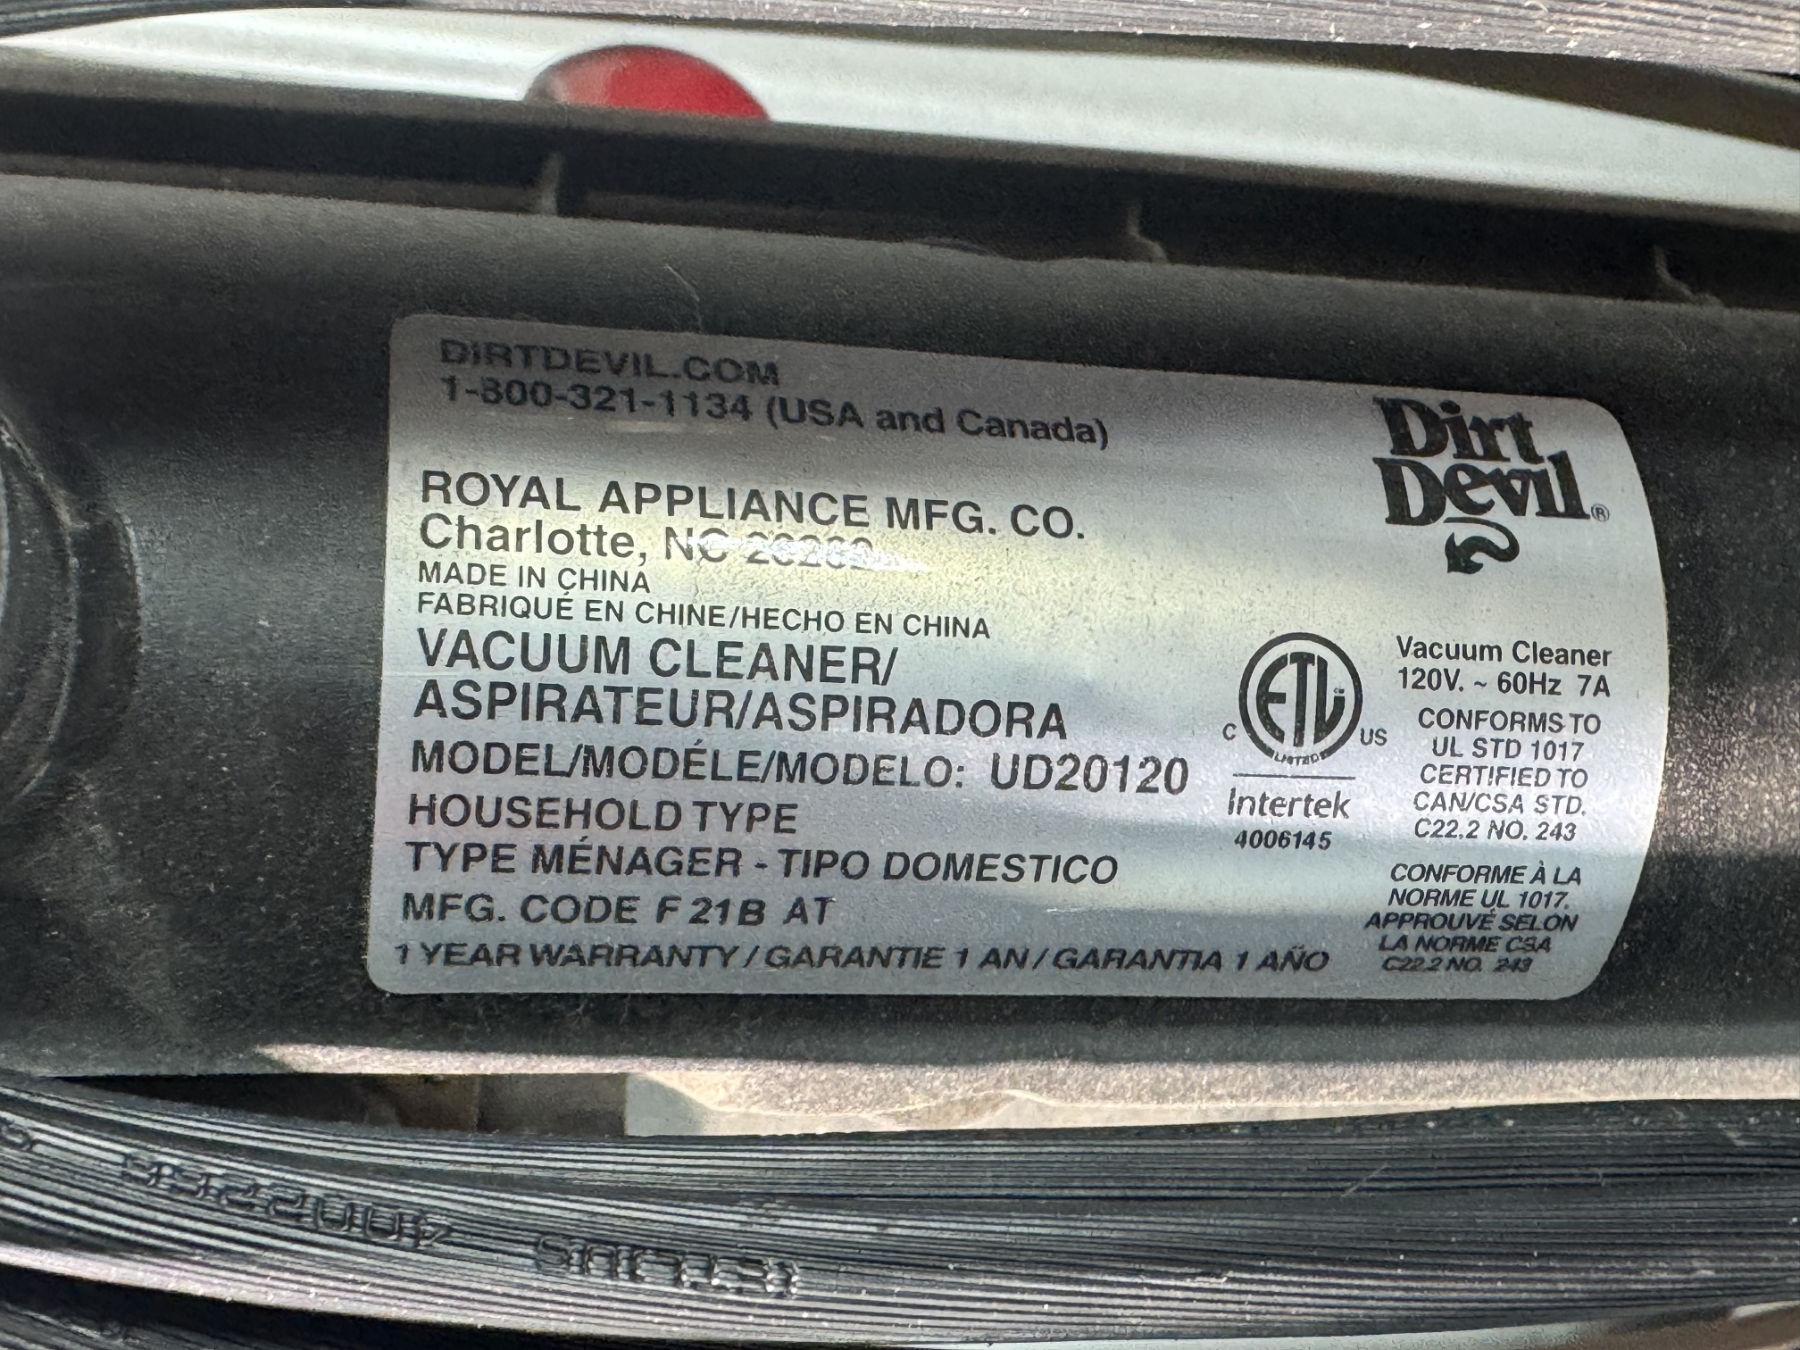 DIRTDEVIL.COM
1-800-321-1134 (USA and Canada)
Dirt
Devil®
ROYAL APPLIANCE MFG. CO.
Charlotte, NC
MADE IN CHINA
FABRIQUÉ EN CHINE/HECHO EN CHINA
VACUUM CLEANER/
ASPIRATEUR/ASPIRADORA
MODEL/MODÉLE/MODELO: UD20120
HOUSEHOLD TYPE
TYPE MÉNAGER - TIPO DOMESTICO
MFG. CODE F 21B AT
1 YEAR WARRANTY / GARANTIE 1 AN / GARANTIA 1 AÑO
C ETL US
LISTED
Intertek
4006145
Vacuum Cleaner
120V. ~ 60Hz 7A
CONFORMS TO
UL STD 1017
CERTIFIED TO
CAN/CSA STD.
C22.2 NO. 243
CONFORME À LA
NORME UL 1017.
APPROUVÉ SELON
LA NORME CSA
C22.2 NO. 243